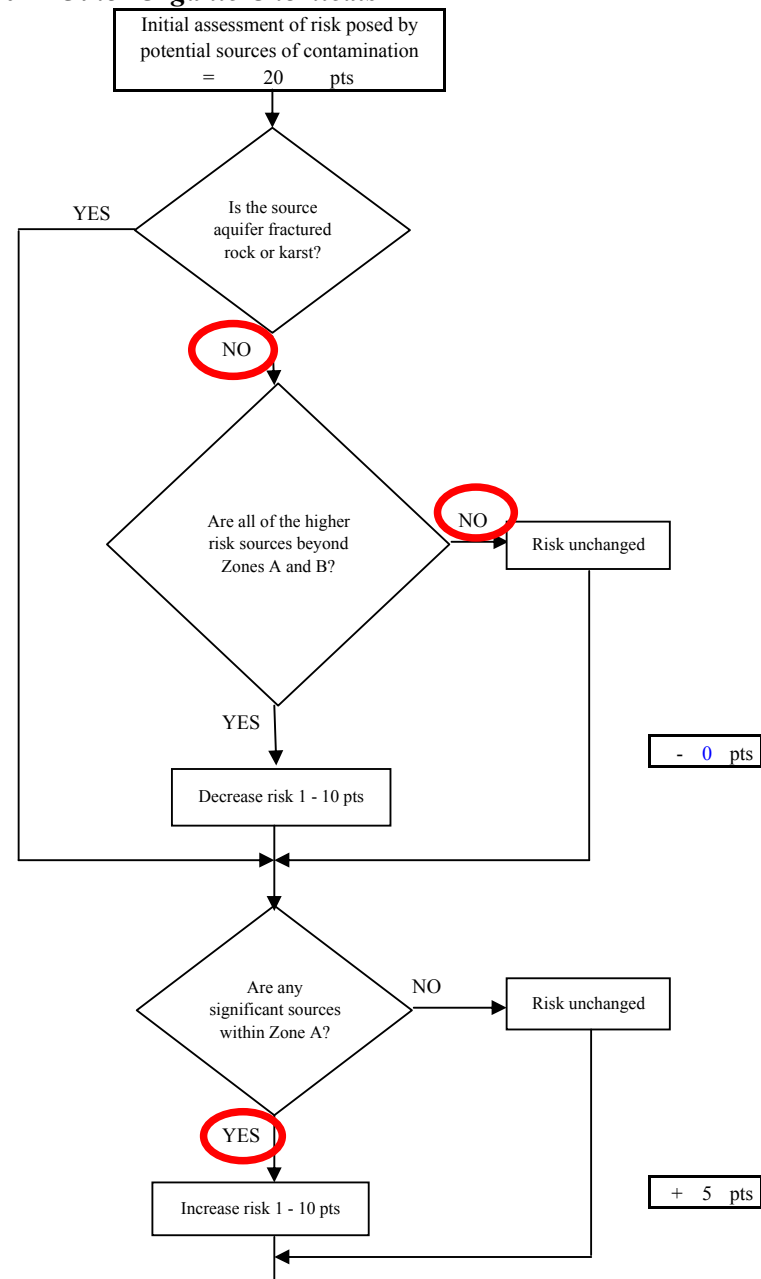 Initial assessment of risk posed by
potential sources of contamination
= 20 pts
YES
Is the source
aquifer fractured
rock or karst?
NO
Are all of the higher
risk sources beyond
Zones A and B?
NO
Risk unchanged
YES
- 0 pts
Decrease risk 1 - 10 pts
Are any
significant sources
within Zone A?
NO
Risk unchanged
YES
+ 5 pts
Increase risk 1 - 10 pts